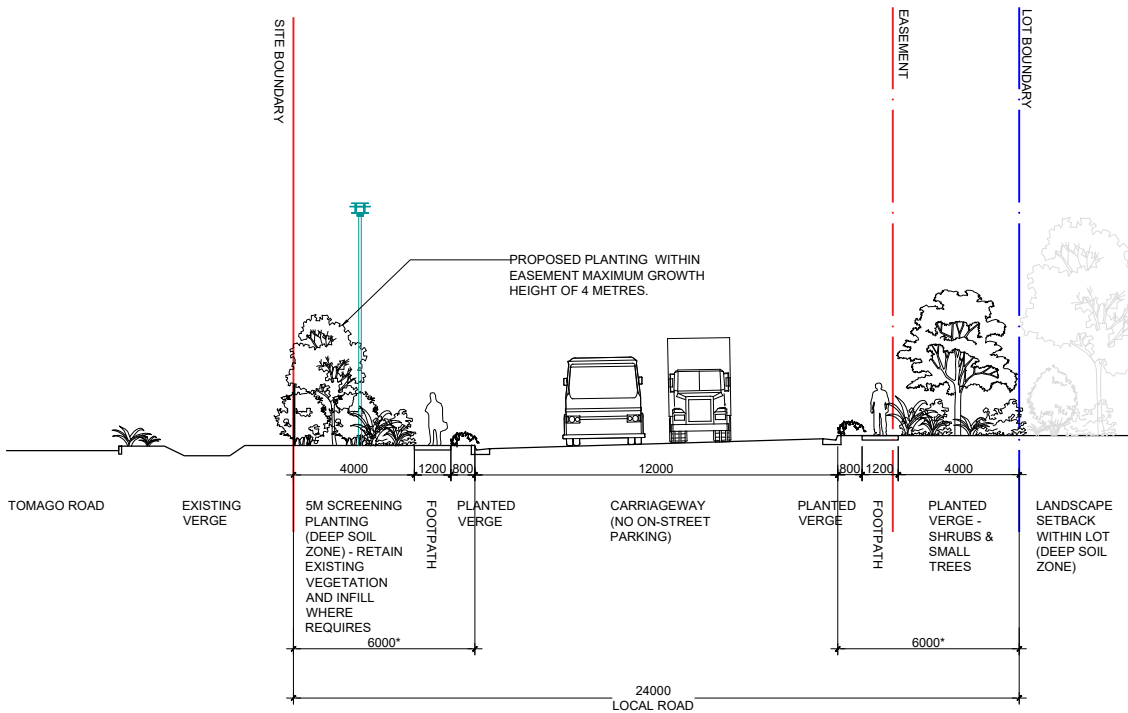 SITE BOUNDARY
EASEMENT
LOT BOUNDARY
PROPOSED PLANTING WITHIN
EASEMENT MAXIMUM GROWTH
HEIGHT OF 4 METRES.
4000
1200
800
12000
800
1200
4000
TOMAGO ROAD
EXISTING
VERGE
5M SCREENING
PLANTING
(DEEP SOIL
ZONE) - RETAIN
EXISTING
VEGETATION
AND INFILL
WHERE
REQUIRES
FOOTPATH
PLANTED
VERGE
CARRIAGEWAY
(NO ON-STREET
PARKING)
PLANTED
VERGE
FOOTPATH
PLANTED
VERGE -
SHRUBS &
SMALL
TREES
LANDSCAPE
SETBACK
WITHIN LOT
(DEEP SOIL
ZONE)
6000*
6000*
24000
LOCAL ROAD